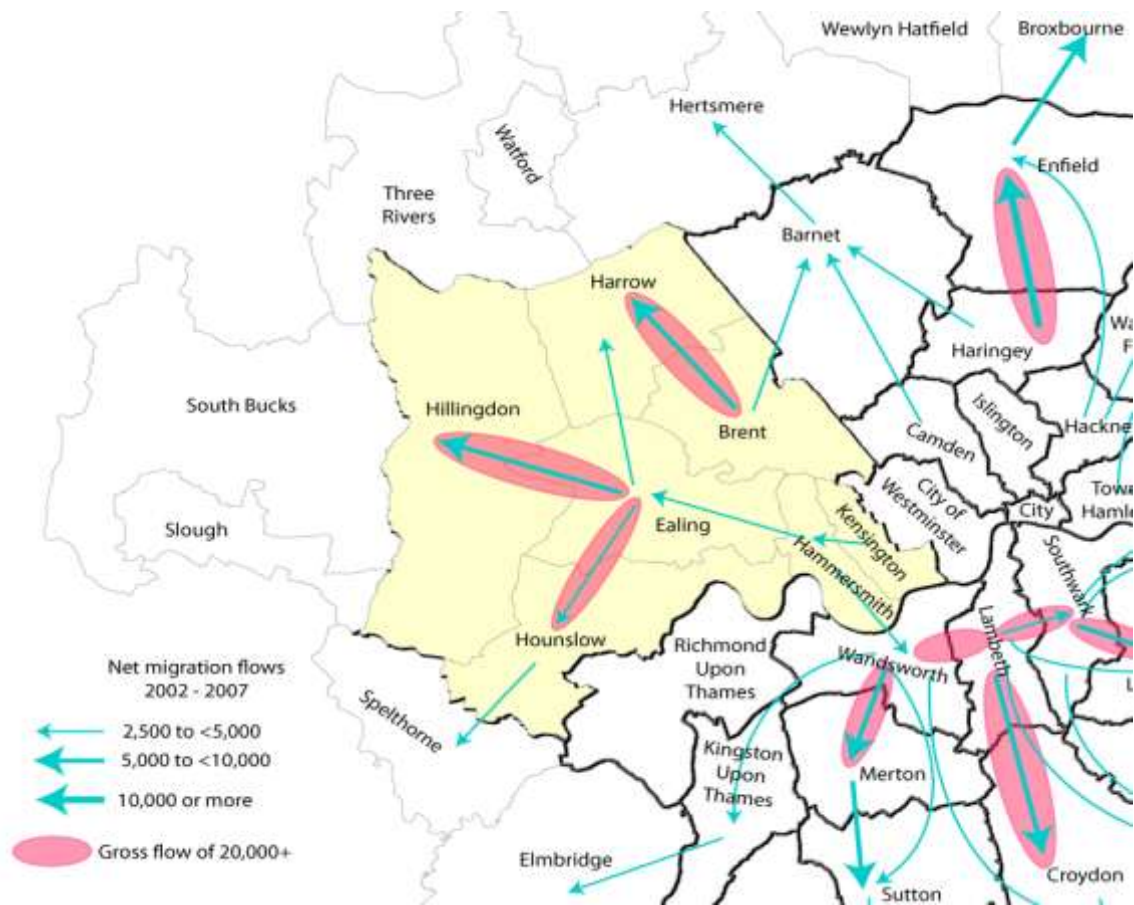 Wewlyn Hatfield
Broxbourne
Hertsmere
Watford
Enfield
Three
Rivers
Barnet
Harrow
Haringey
South Bucks
Hillingdon
Brent
Islington
Camden
Hackne
City of
Westminster
Kensington
City
Towe
Hamle
Slough
Ealing
Hammersmith
Southwark
Hounslow
Richmond
Upon
Thames
Wandsworth
Lambeth
L
Net migration flows
2002 - 2007
Spelthorne
2,500 to <5,000
5,000 to <10,000
10,000 or more
Kingston
Upon
Thames
Merton
Gross flow of 20,000+
Elmbridge
Croydon
Sutton
Wa
F